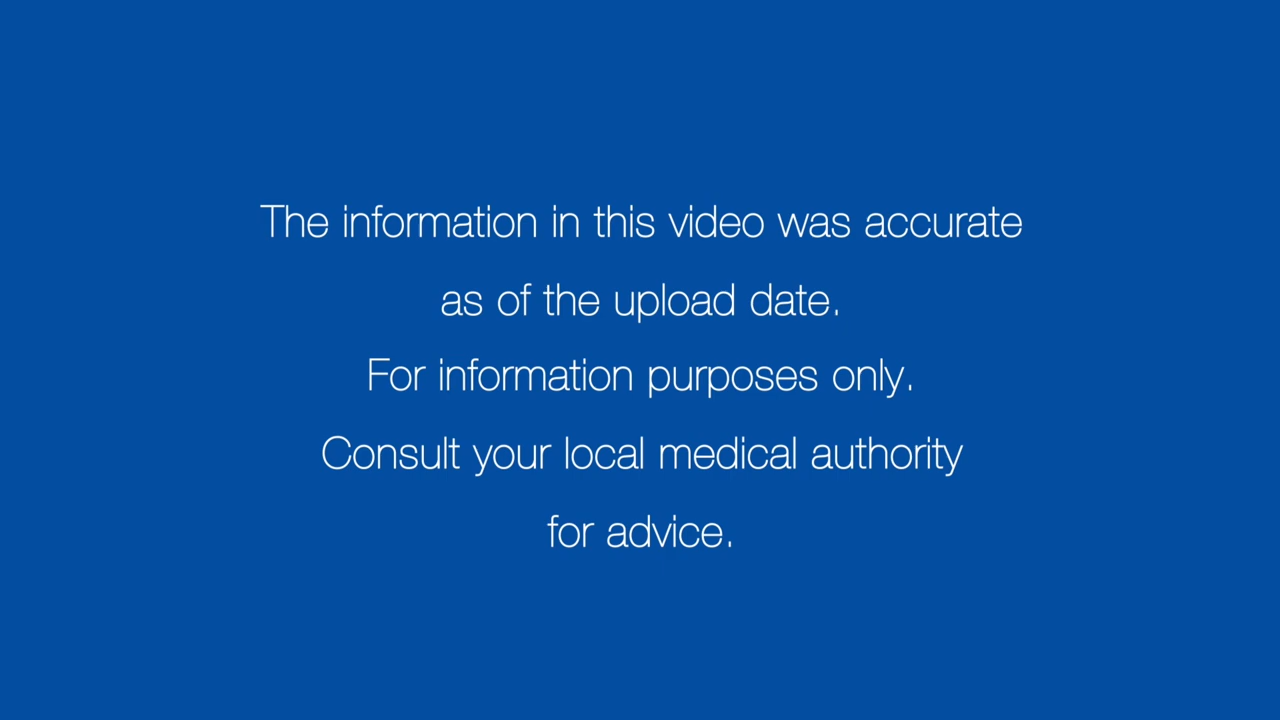 The information in this video was accurate
as of the upload date.
For information purposes only.
Consult your local medical authority
for advice.